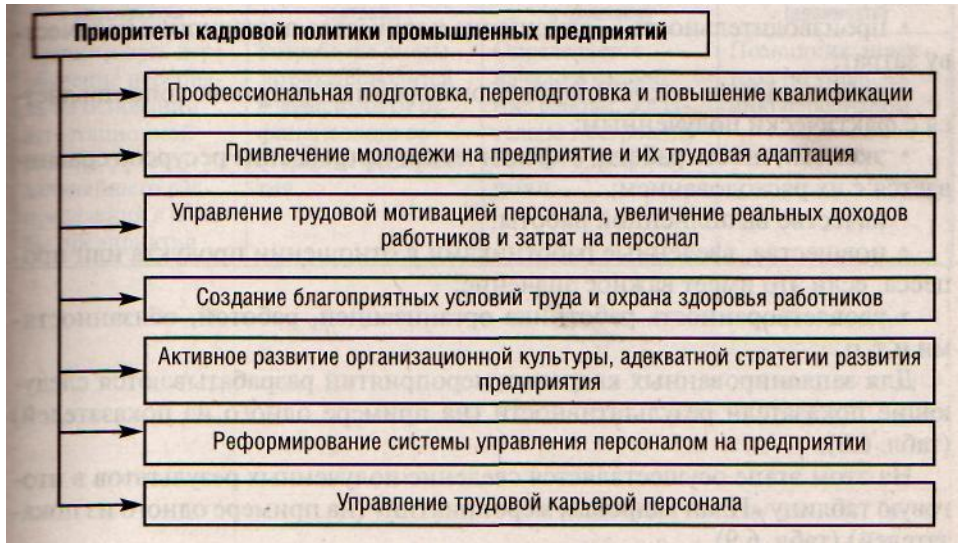 Приоритеты кадровой политики промышленных предприятий
Профессиональная подготовка, переподготовка и повышение квалификации
Привлечение молодежи на предприятие и их трудовая адаптация
Управление трудовой мотивацией персонала, увеличение реальных доходов
работников и затрат на персонал
Создание благоприятных условий труда и охрана здоровья работников
Активное развитие организационной культуры, адекватной стратегии развития
предприятия
Реформирование системы управления персоналом на предприятии
Управление трудовой карьерой персонала